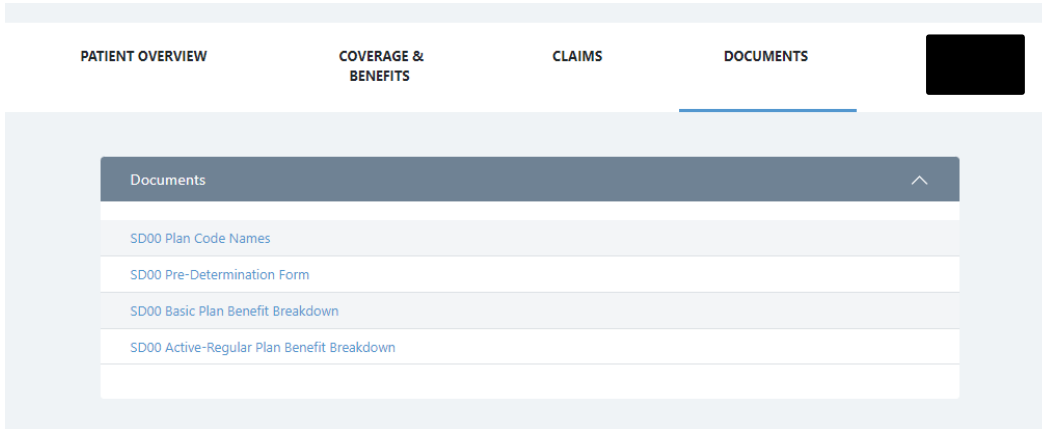 PATIENT OVERVIEW
COVERAGE &
BENEFITS
CLAIMS
DOCUMENTS
Documents
SD00 Plan Code Names
SD00 Pre-Determination Form
SD00 Basic Plan Benefit Breakdown
SD00 Active-Regular Plan Benefit Breakdown